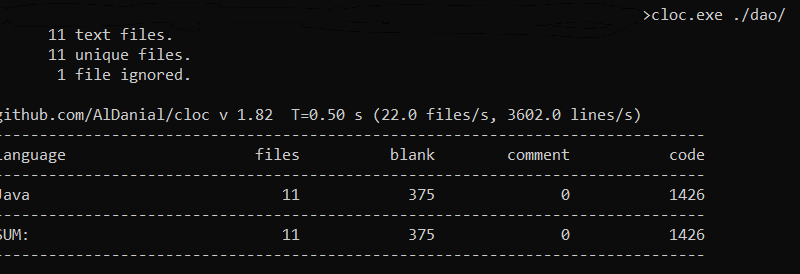 >cloc.exe ./dao/
11 text files.
11 unique files.
1 file ignored.
github.com/AlDanial/cloc v 1.82 T=0.50 s (22.0 files/s, 3602.0 lines/s)
-------------------------------------------------------------------------------
Language files blank comment code
-------------------------------------------------------------------------------
Java 11 375 0 1426
-------------------------------------------------------------------------------
SUM: 11 375 0 1426
-------------------------------------------------------------------------------